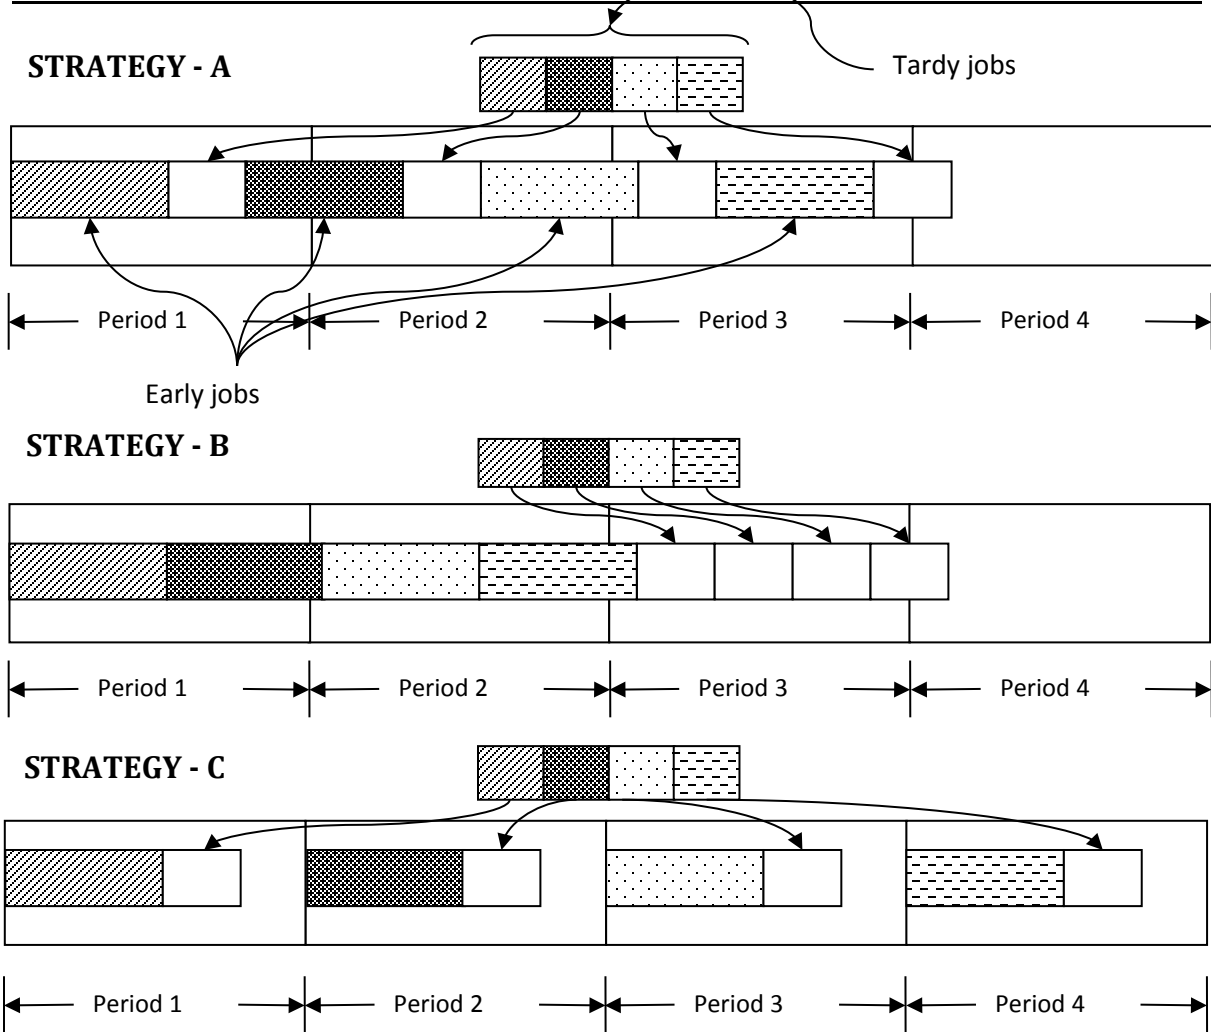 STRATEGY - A
Tardy jobs
Period 1 Period 2 Period 3 Period 4
Early jobs
STRATEGY - B
Period 1 Period 2 Period 3 Period 4
STRATEGY - C
Period 1 Period 2 Period 3 Period 4